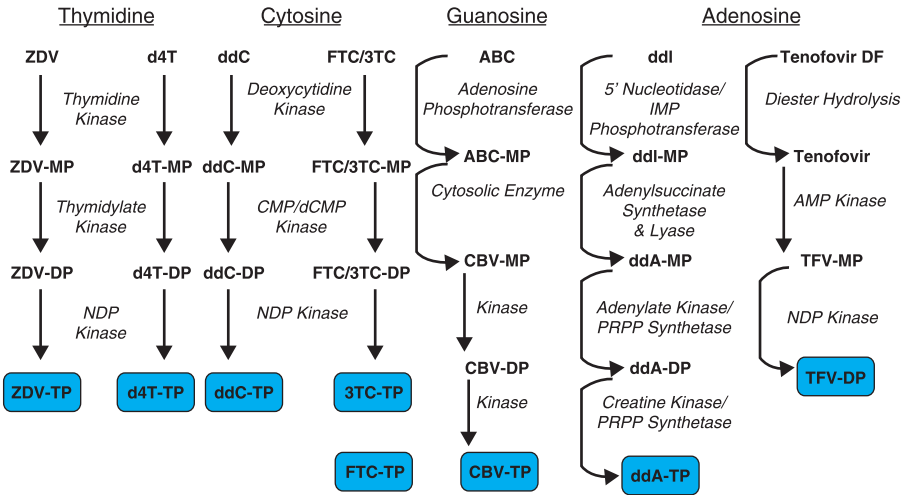 Thymidine
Cytosine
Guanosine
Adenosine
ZDV
d4T
ddC
FTC/3TC
ABC
ddI
Tenofovir DF
Thymidine
Kinase
Deoxycytidine
Kinase
Adenosine
Phosphotransferase
5' Nucleotidase/
IMP
Phosphotransferase
Diester Hydrolysis
ZDV-MP
d4T-MP
ddC-MP
FTC/3TC-MP
ABC-MP
ddI-MP
Tenofovir
Thymidylate
Kinase
CMP/dCMP
Kinase
Cytosolic Enzyme
Adenylsuccinate
Synthetase
& Lyase
AMP Kinase
ZDV-DP
d4T-DP
ddC-DP
FTC/3TC-DP
CBV-MP
ddA-MP
TFV-MP
NDP
Kinase
NDP Kinase
Kinase
Adenylate Kinase/
PRPP Synthetase
NDP Kinase
ZDV-TP
d4T-TP
ddC-TP
3TC-TP
CBV-DP
ddA-DP
TFV-DP
Kinase
Creatine Kinase/
PRPP Synthetase
FTC-TP
CBV-TP
ddA-TP